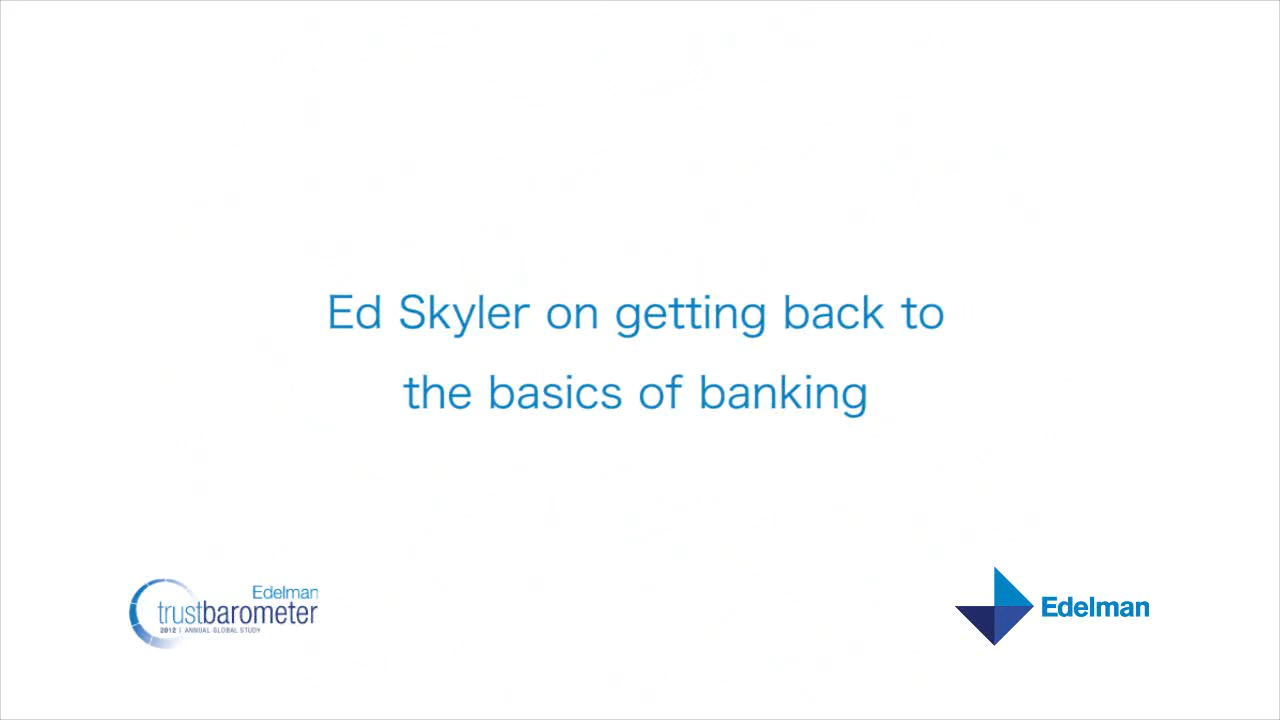 Ed Skyler on getting back to
the basics of banking
Edelman
trustbarometer
2012 | ANNUAL GLOBAL STUDY
Edelman